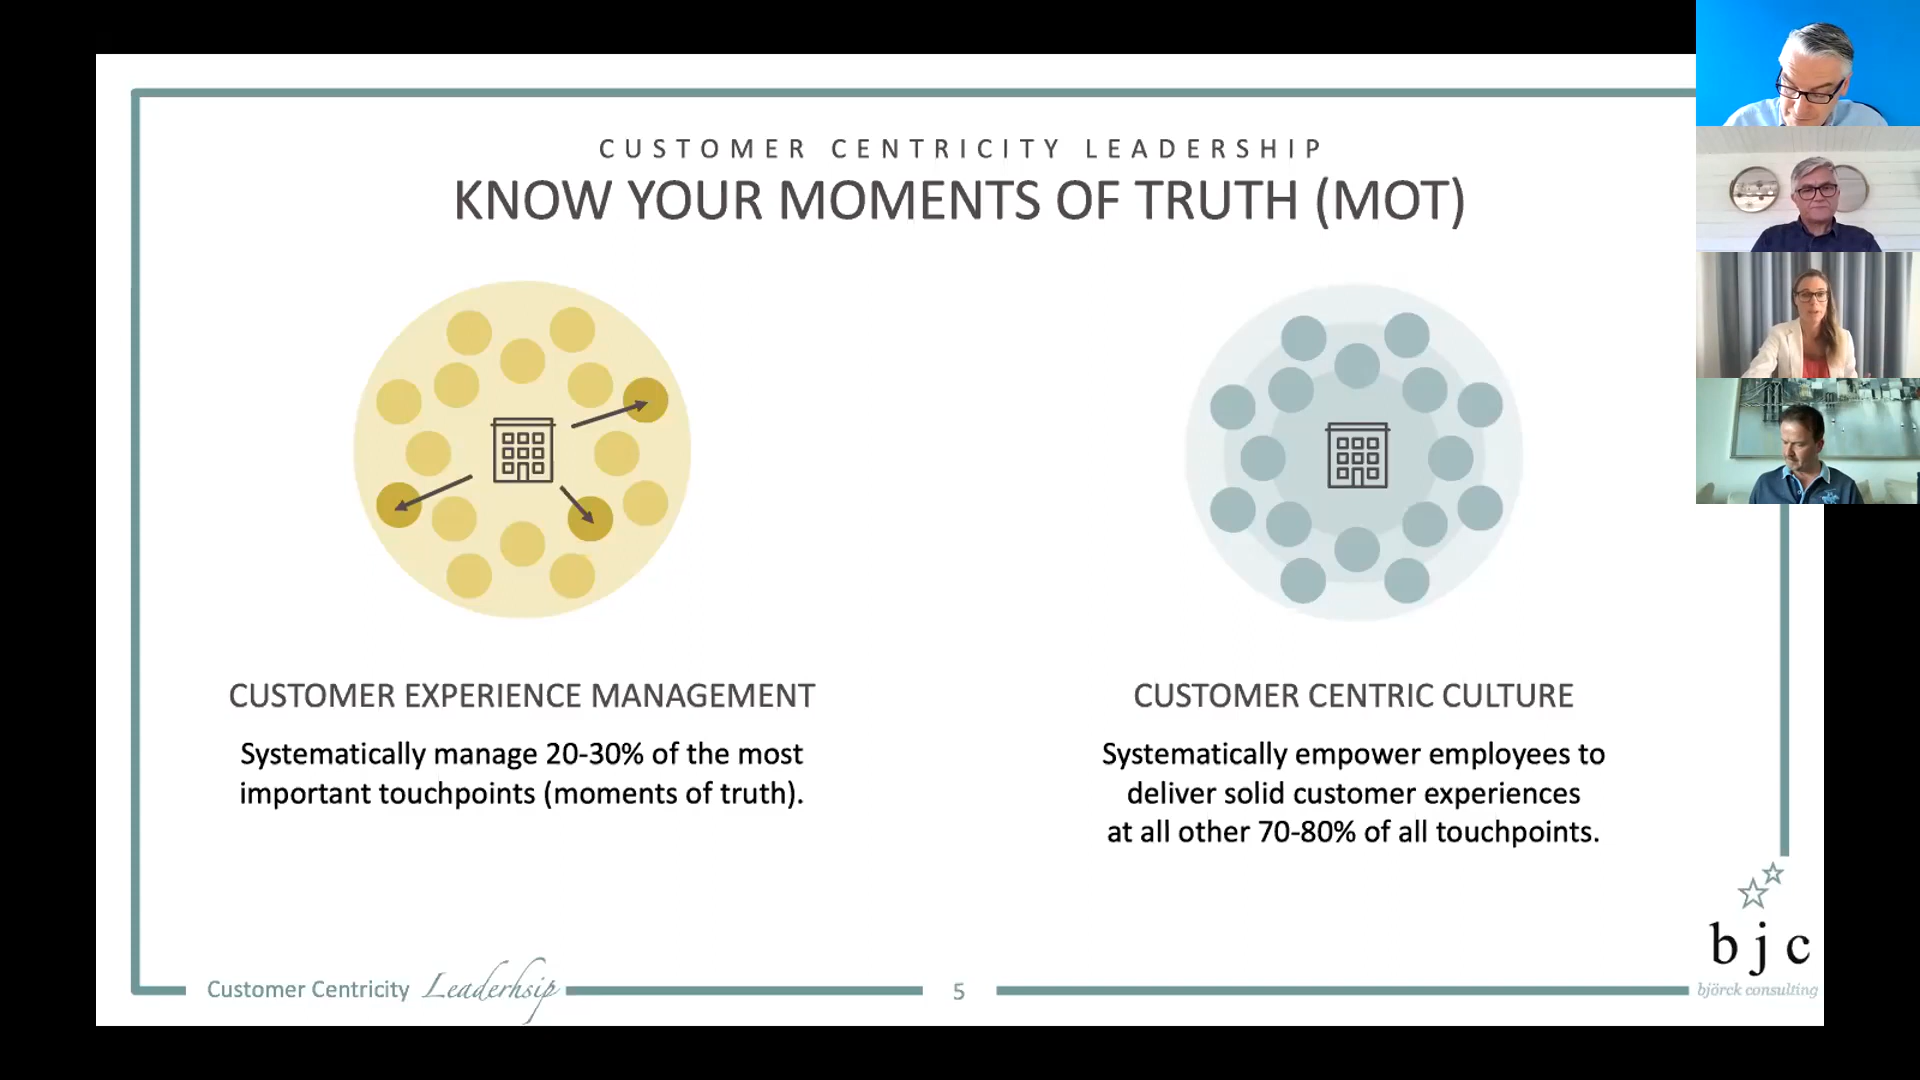 CUSTOMER CENTRICITY LEADERSHIP
KNOW YOUR MOMENTS OF TRUTH (MOT)
CUSTOMER EXPERIENCE MANAGEMENT
Systematically manage 20-30% of the most
important touchpoints (moments of truth).
CUSTOMER CENTRIC CULTURE
Systematically empower employees to
deliver solid customer experiences
at all other 70-80% of all touchpoints.
Customer Centricity Leaderhsip
5
bjc
björck consulting